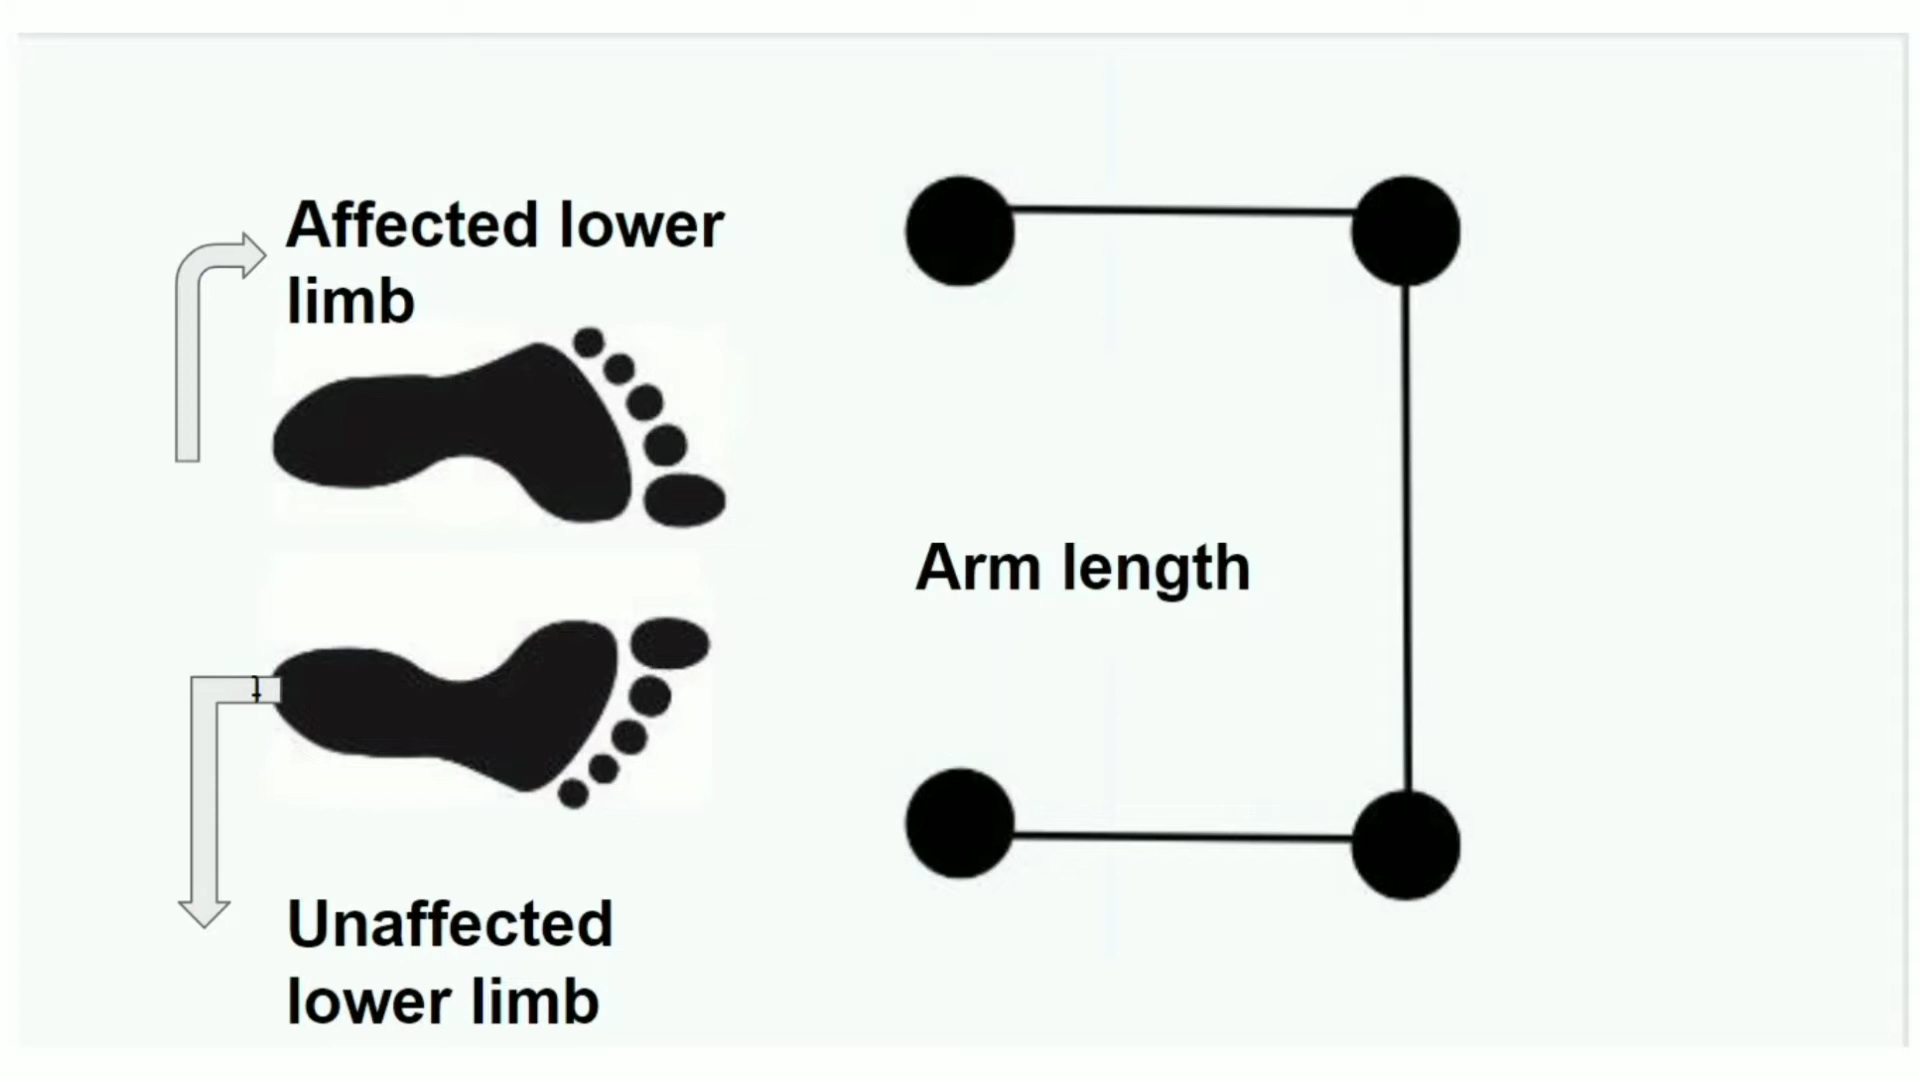 Affected lower
limb
Arm length
Unaffected
lower limb